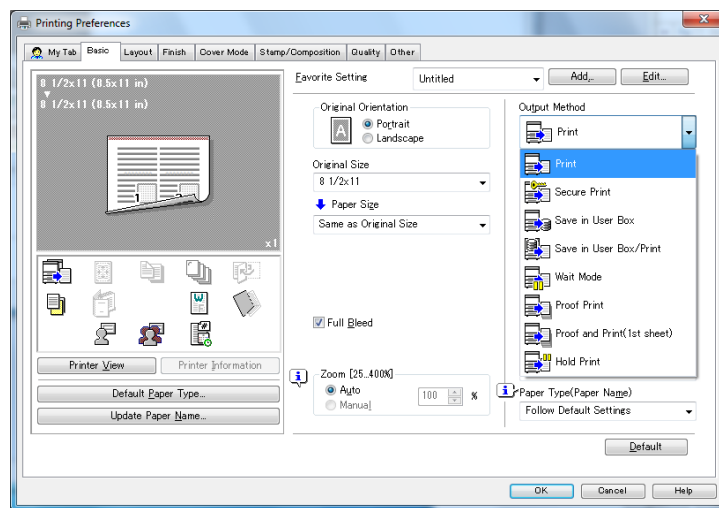 Printing Preferences
My Tab
Basic
Layout
Finish
Cover Mode
Stamp/Composition
Quality
Other
8 1/2x11 (8.5x11 in)
8 1/2x11 (8.5x11 in)
1
2
x1
Printer View
Printer Information
Default Paper Type...
Update Paper Name...
Favorite Setting
Untitled
Add...
Edit...
Original Orientation
A
Portrait
Landscape
Original Size
8 1/2x11
Paper Size
Same as Original Size
Full Bleed
Zoom [25..400%]
Auto
Manual
100
%
Output Method
Print
Print
Secure Print
Save in User Box
Save in User Box/Print
Wait Mode
Proof Print
Proof and Print(1st sheet)
Hold Print
Paper Type(Paper Name)
Follow Default Settings
Default
OK
Cancel
Help